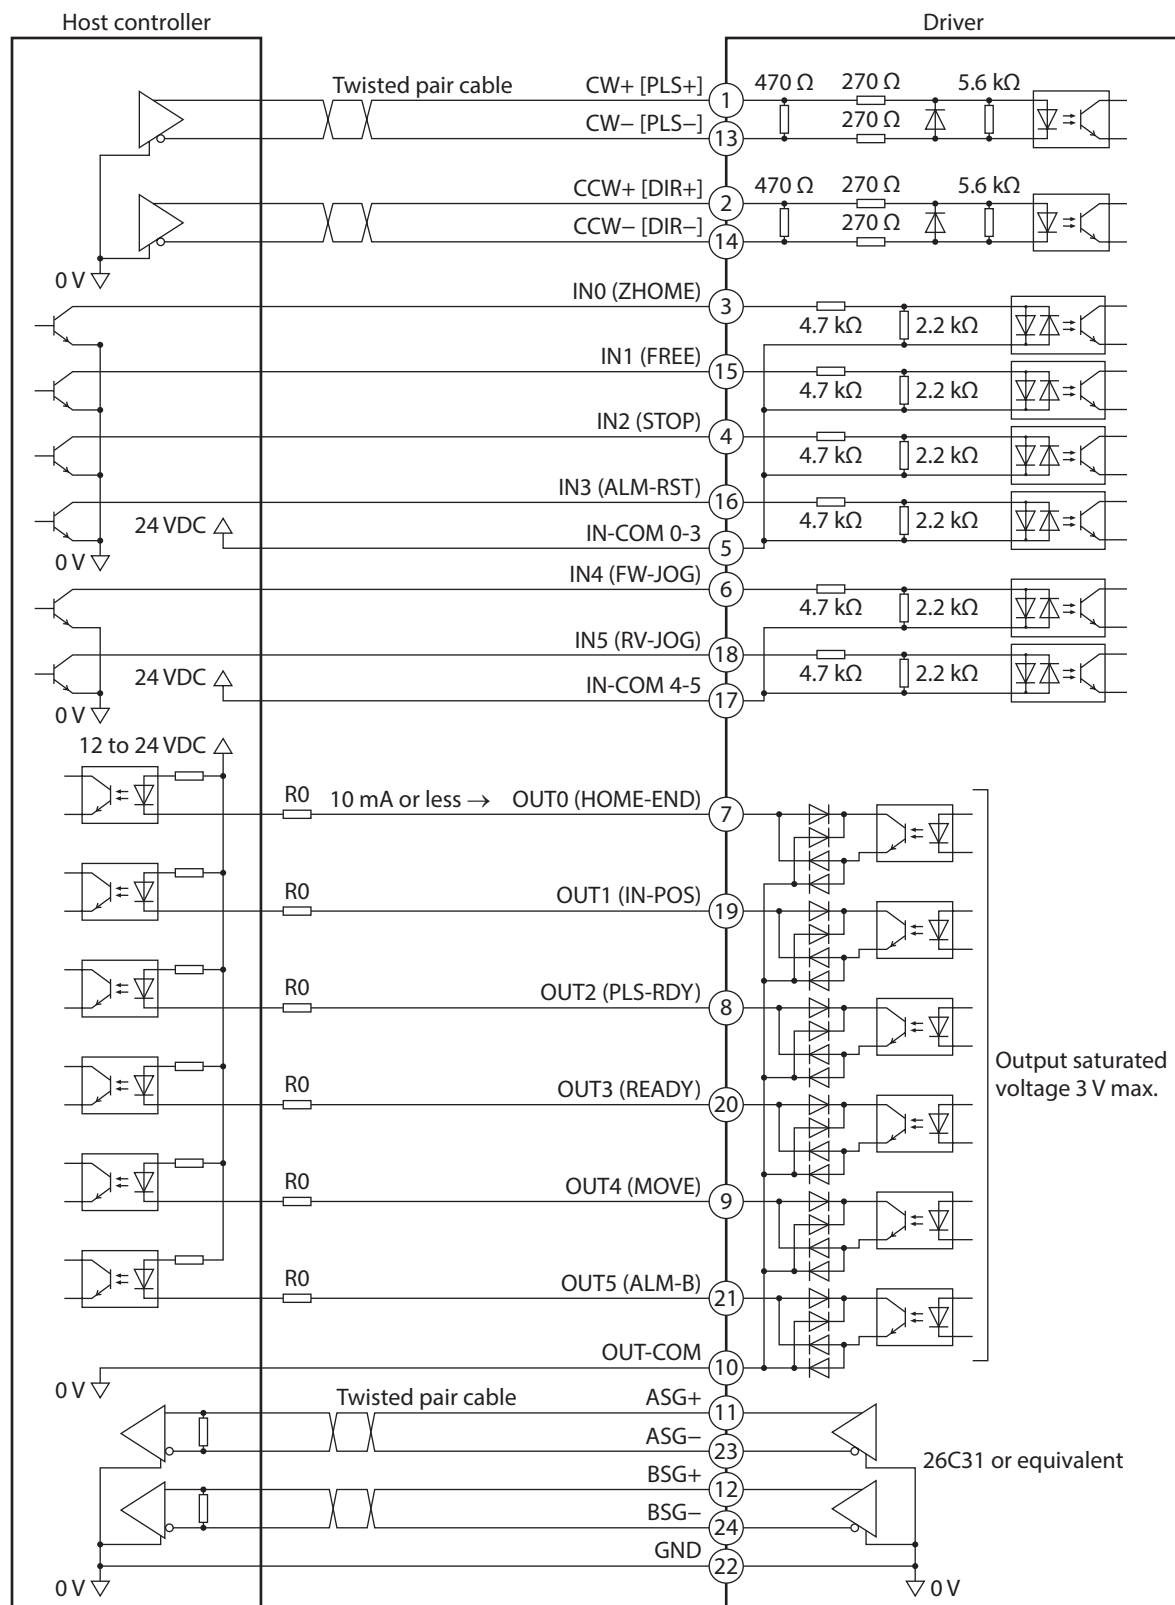 Host controller
Driver
Twisted pair cable
CW+ [PLS+]
1
470 Ω
270 Ω
5.6 kΩ
CW− [PLS−]
13
270 Ω
CCW+ [DIR+]
2
470 Ω
270 Ω
5.6 kΩ
CCW− [DIR−]
14
270 Ω
0 V
IN0 (ZHOME)
3
4.7 kΩ
2.2 kΩ
IN1 (FREE)
15
4.7 kΩ
2.2 kΩ
IN2 (STOP)
4
4.7 kΩ
2.2 kΩ
IN3 (ALM-RST)
16
4.7 kΩ
2.2 kΩ
24 VDC
IN-COM 0-3
5
0 V
IN4 (FW-JOG)
6
4.7 kΩ
2.2 kΩ
IN5 (RV-JOG)
18
4.7 kΩ
2.2 kΩ
24 VDC
IN-COM 4-5
17
0 V
12 to 24 VDC
R0
10 mA or less →
OUT0 (HOME-END)
7
R0
OUT1 (IN-POS)
19
R0
OUT2 (PLS-RDY)
8
Output saturated
voltage 3 V max.
R0
OUT3 (READY)
20
R0
OUT4 (MOVE)
9
R0
OUT5 (ALM-B)
21
OUT-COM
10
0 V
Twisted pair cable
ASG+
11
ASG−
23
26C31 or equivalent
BSG+
12
BSG−
24
GND
22
0 V
0 V